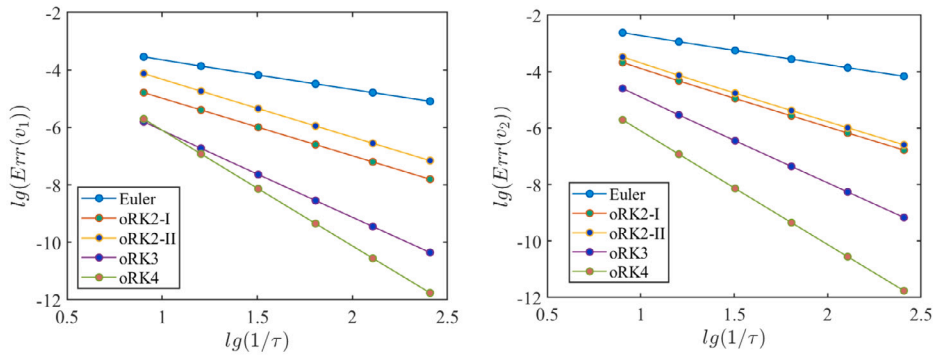 -2
-4
-6
-8
-10
-12
0.5
1
1.5
2
2.5
lg(Err(v₁))
lg(1/τ)
Euler
oRK2-I
oRK2-II
oRK3
oRK4
-2
-4
-6
-8
-10
-12
0.5
1
1.5
2
2.5
lg(Err(v₂))
lg(1/τ)
Euler
oRK2-I
oRK2-II
oRK3
oRK4